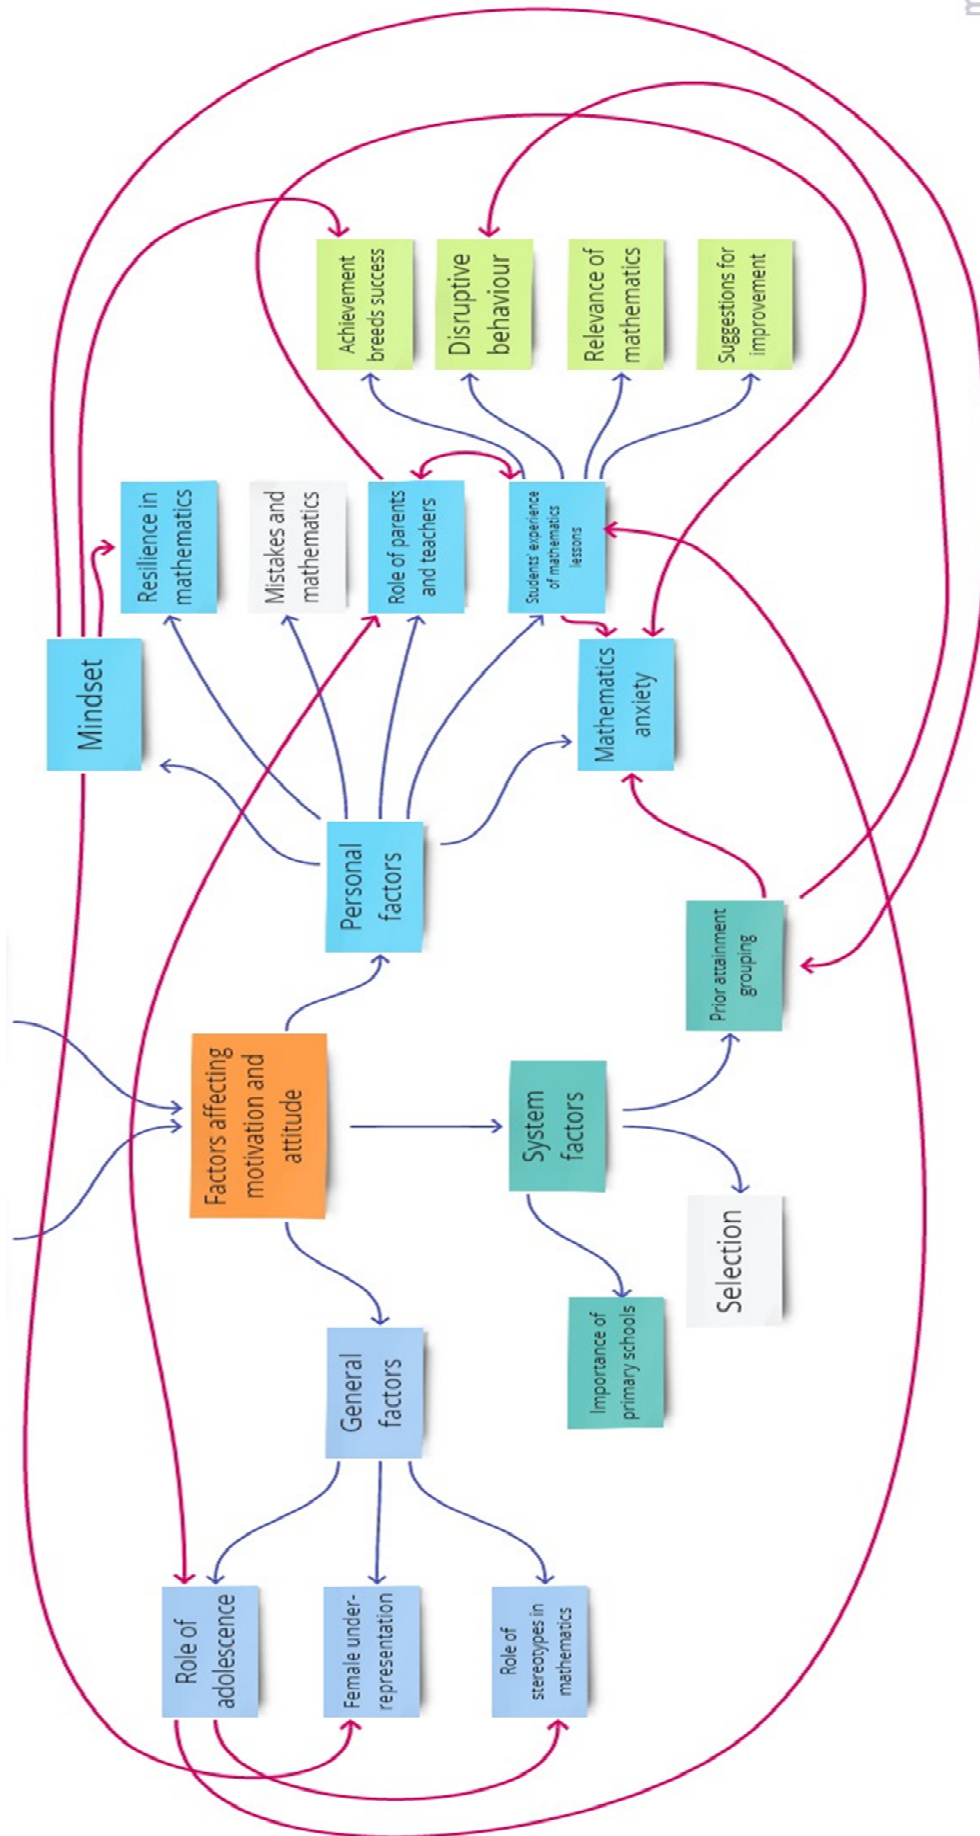 Factors affecting
motivation and
attitude
General
factors
System
factors
Personal
factors
Role of
adolescence
Female under-
representation
Role of
stereotypes in
mathematics
Importance of
primary schools
Selection
Prior attainment
grouping
Mindset
Resilience in
mathematics
Mistakes and
mathematics
Role of parents
and teachers
Students' experience
of mathematics
lessons
Mathematics
anxiety
Achievement
breeds success
Disruptive
behaviour
Relevance of
mathematics
Suggestions for
improvement